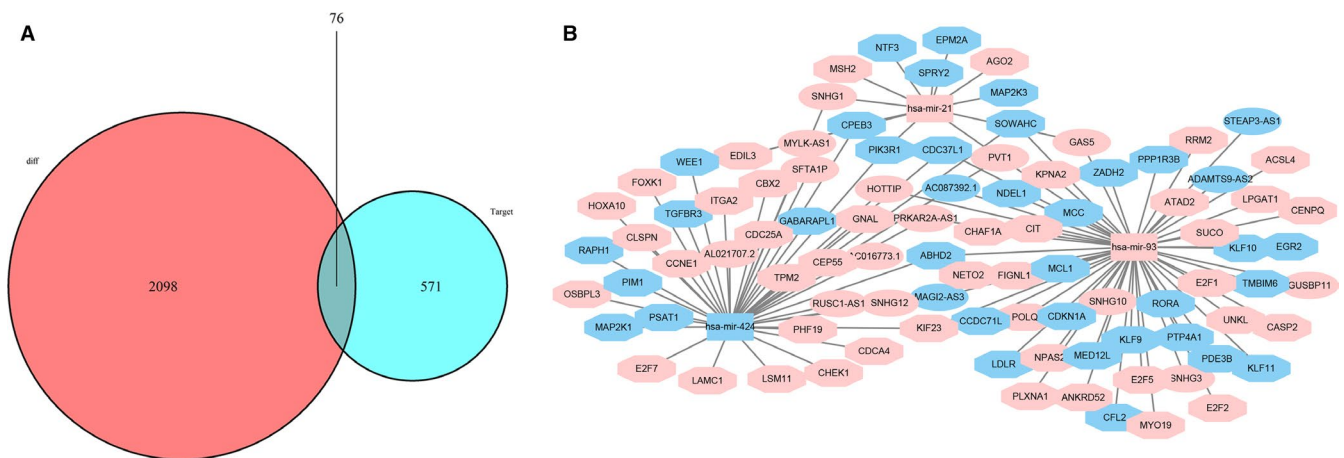 A
76
diff
2098
Target
571
B
NTF3
EPM2A
MSH2
SPRY2
AGO2
SNHG1
hsa-mir-21
MAP2K3
CPEB3
SOWAHC
STEAP3-AS1
WEE1
EDIL3
MYLK-AS1
PIK3R1
CDC37L1
GAS5
RRM2
FOXK1
CBX2
SFTA1P
PVT1
KPNA2
ZADH2
PPP1R3B
ACSL4
HOXA10
TGFBR3
ITGA2
HOTTIP
AC087392.1
NDEL1
ADAMTS9-AS2
GABARAPL1
GNAL
PRKAR2A-AS1
MCC
ATAD2
LPGAT1
CENPQ
CLSPN
CDC25A
CHAF1A
CIT
SUCO
RAPH1
AL021707.2
CEP55
AC016773.1
ABHD2
hsa-mir-93
KLF10
EGR2
CCNE1
TPM2
NETO2
FIGNL1
MCL1
PIM1
E2F1
TMBIM6
GUSBP11
OSBPL3
RUSC1-AS1
SNHG12
MAGI2-AS3
SNHG10
RORA
MAP2K1
PSAT1
hsa-mir-424
PHF19
KIF23
CCDC71L
POLQ
CDKN1A
UNKL
CASP2
CDCA4
KLF9
PTP4A1
LDLR
NPAS2
MED12L
PDE3B
KLF11
E2F7
LAMC1
LSM11
CHEK1
E2F5
SNHG3
PLXNA1
ANKRD52
E2F2
CFL2
MYO19